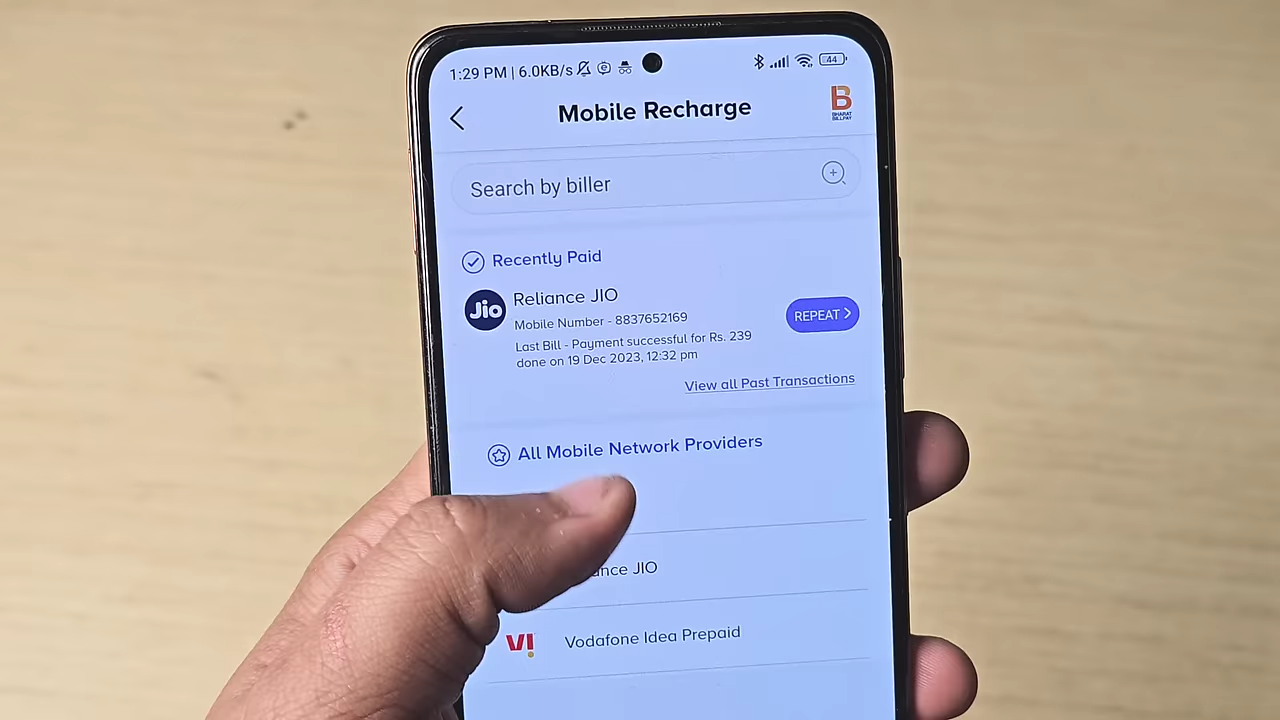 1:29 PM | 6.0KB/s
44
Mobile Recharge
B
BHARAT
BILLPAY
Search by biller
Recently Paid
Jio
Reliance JIO
Mobile Number - 8837652169
Last Bill - Payment successful for Rs. 239
done on 19 Dec 2023, 12:32 pm
REPEAT >
View all Past Transactions
All Mobile Network Providers
JIO
VI
Vodafone Idea Prepaid